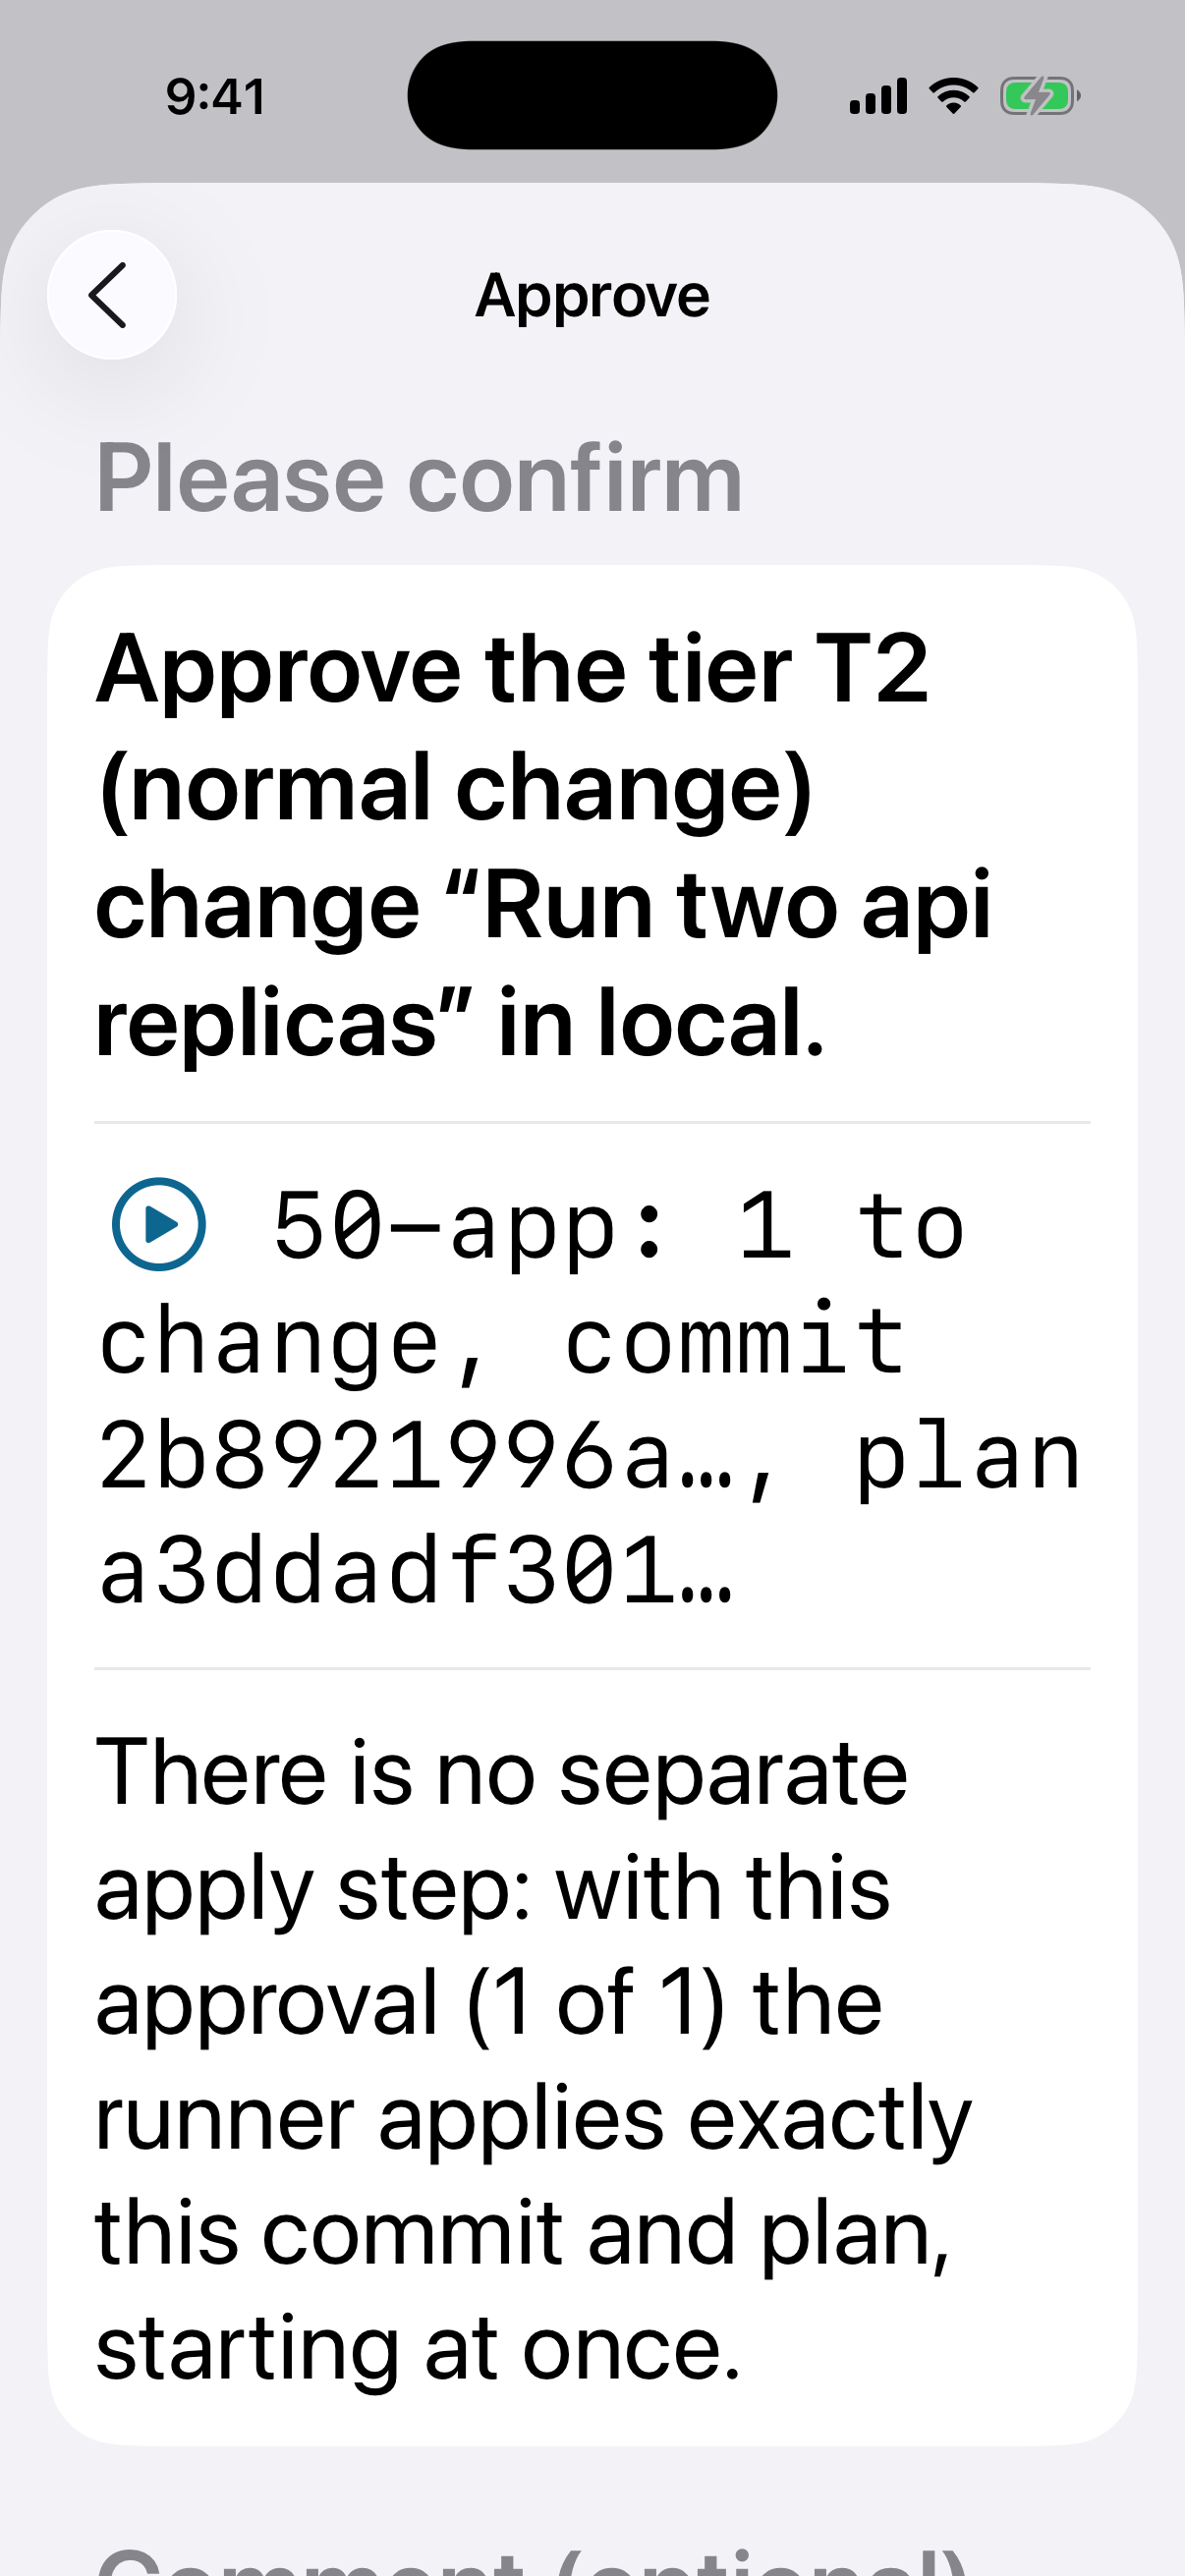 9:41
Approve
Please confirm
Approve the tier T2
(normal change)
change “Run two api
replicas” in local.
50-app: 1 to
change, commit
2b8921996a…, plan
a3ddadf301…
There is no separate
apply step: with this
approval (1 of 1) the
runner applies exactly
this commit and plan,
starting at once.
Comment (optional)